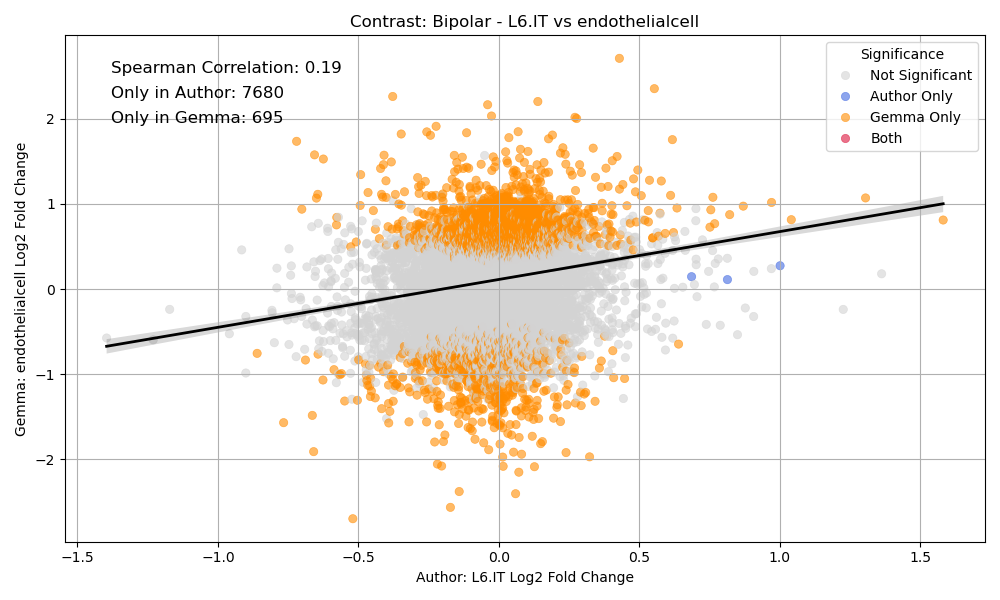 Contrast: Bipolar - L6.IT vs endothelialcell
Spearman Correlation: 0.19
Only in Author: 7680
Only in Gemma: 695
Significance
Not Significant
Author Only
Gemma Only
Both
Gemma: endothelialcell Log2 Fold Change
2
1
0
−1
−2
−1.5
−1.0
−0.5
0.0
0.5
1.0
1.5
Author: L6.IT Log2 Fold Change